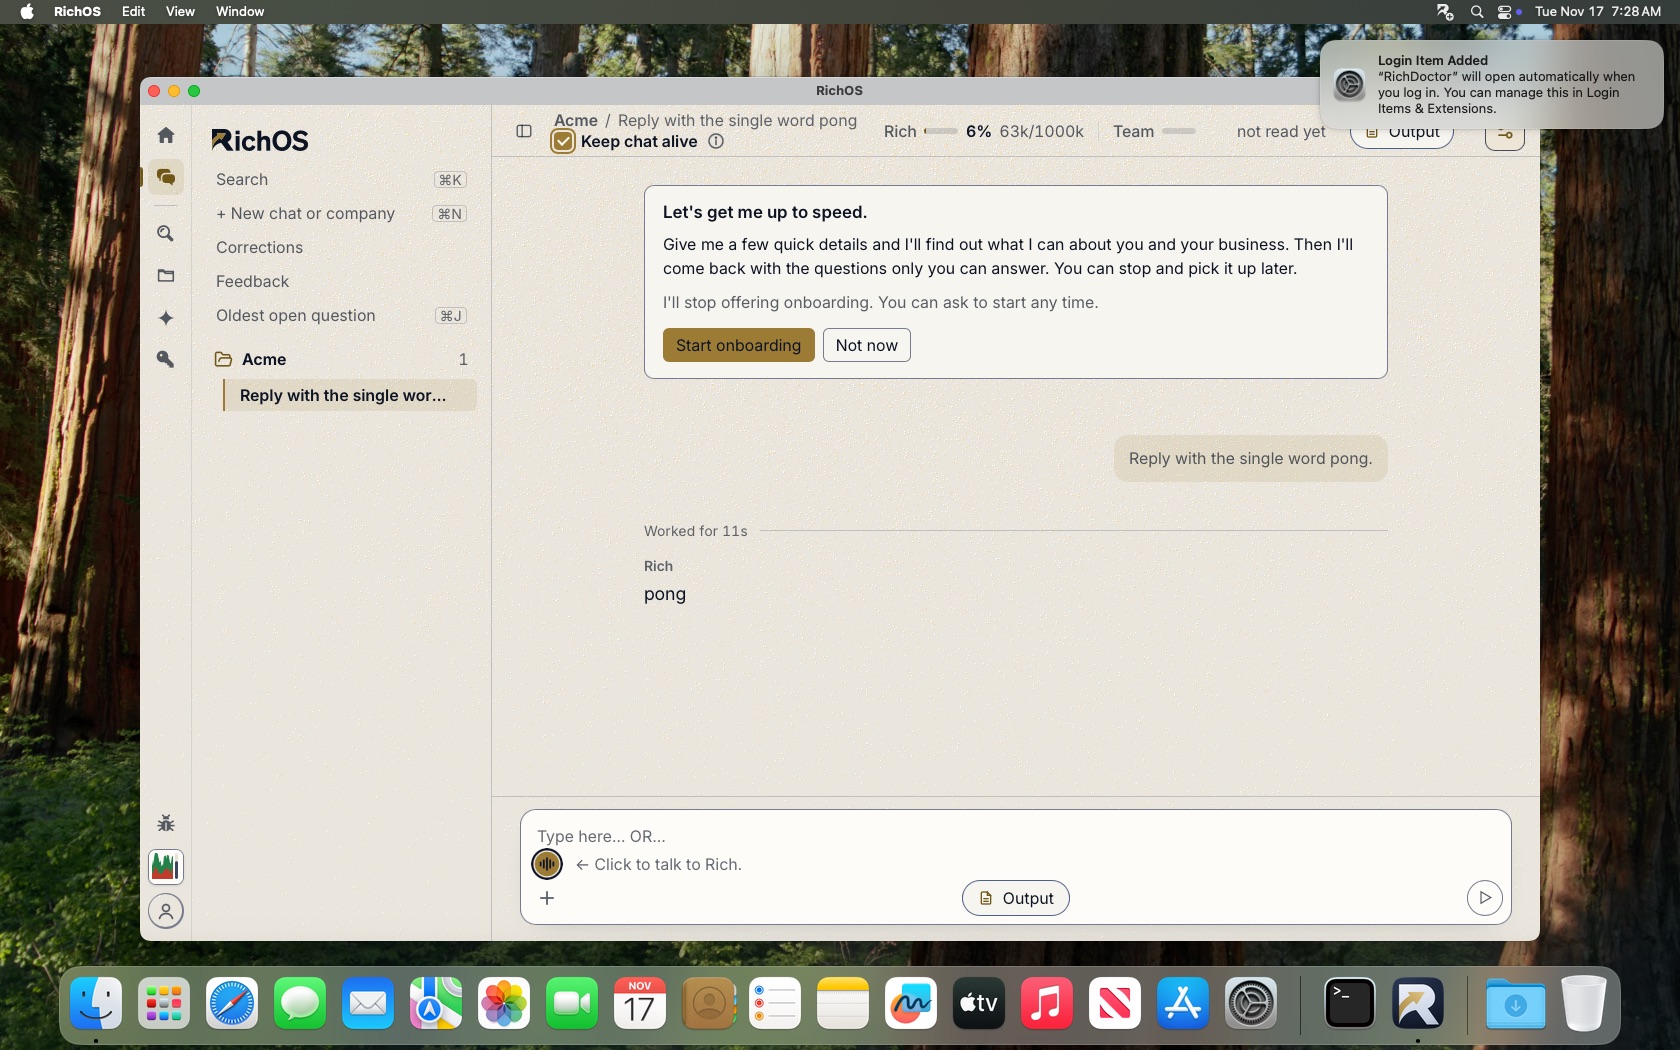 RichOS Edit View Window
Tue Nov 17 7:28 AM
Login Item Added
“RichDoctor” will open automatically when
you log in. You can manage this in Login
Items & Extensions.
RichOS
RichOS
Search ⌘K
+ New chat or company ⌘N
Corrections
Feedback
Oldest open question ⌘J
Acme 1
Reply with the single wor...
Acme / Reply with the single word pong
Keep chat alive
Rich 6% 63k/1000k Team not read yet Output
Let's get me up to speed.
Give me a few quick details and I'll find out what I can about you and your business. Then I'll
come back with the questions only you can answer. You can stop and pick it up later.
I'll stop offering onboarding. You can ask to start any time.
Start onboarding Not now
Reply with the single word pong.
Worked for 11s
Rich
pong
Type here... OR...
← Click to talk to Rich.
Output
NOV
17
tv